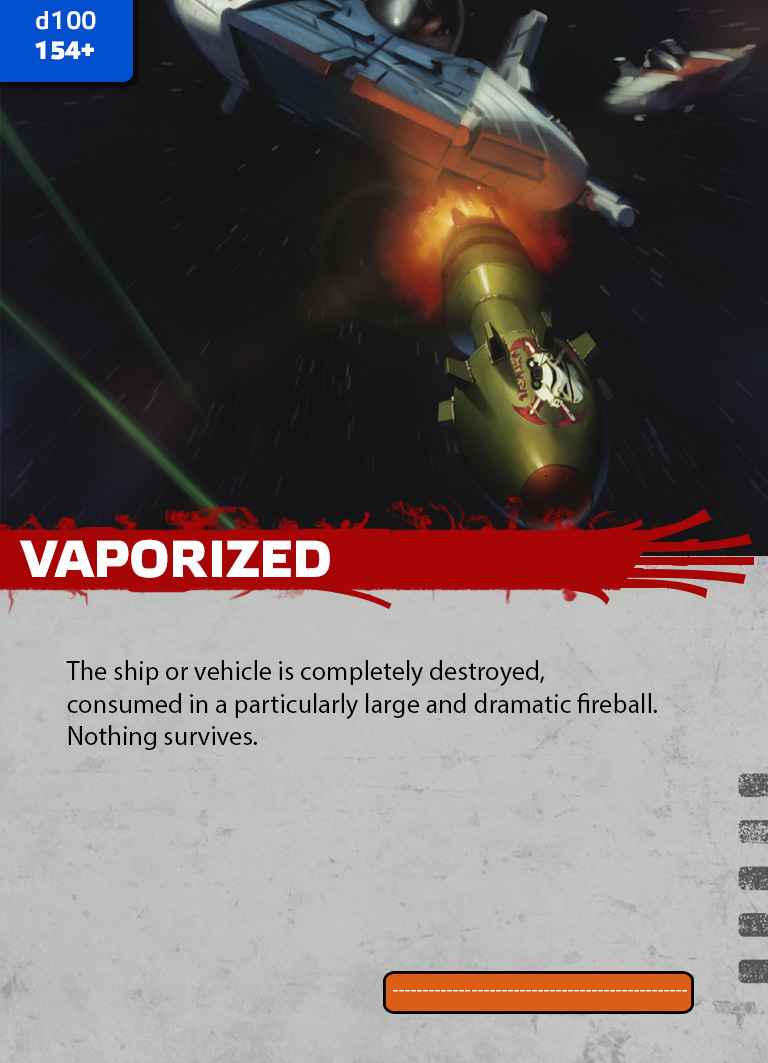 d100
154+
VAPORIZED
The ship or vehicle is completely destroyed,
consumed in a particularly large and dramatic fireball.
Nothing survives.